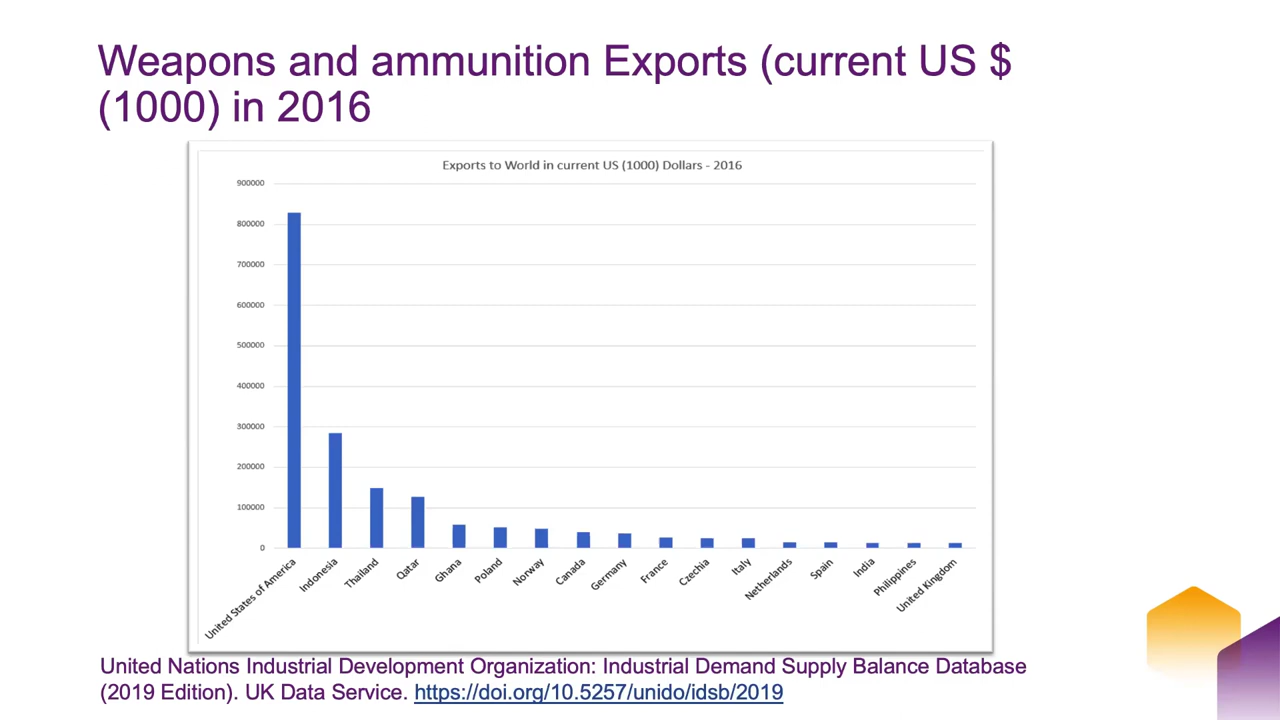 Weapons and ammunition Exports (current US $
(1000) in 2016
Exports to World in current US (1000) Dollars - 2016
900000
800000
700000
600000
500000
400000
300000
200000
100000
0
United States of America
Indonesia
Thailand
Qatar
Ghana
Poland
Norway
Canada
Germany
France
Czechia
Italy
Netherlands
Spain
India
Philippines
United Kingdom
United Nations Industrial Development Organization: Industrial Demand Supply Balance Database
(2019 Edition). UK Data Service. https://doi.org/10.5257/unido/idsb/2019